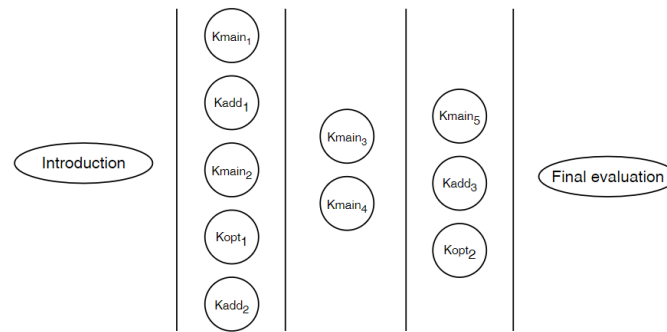 Introduction
Kmain1
Kadd1
Kmain2
Kopt1
Kadd2
Kmain3
Kmain4
Kmain5
Kadd3
Kopt2
Final evaluation